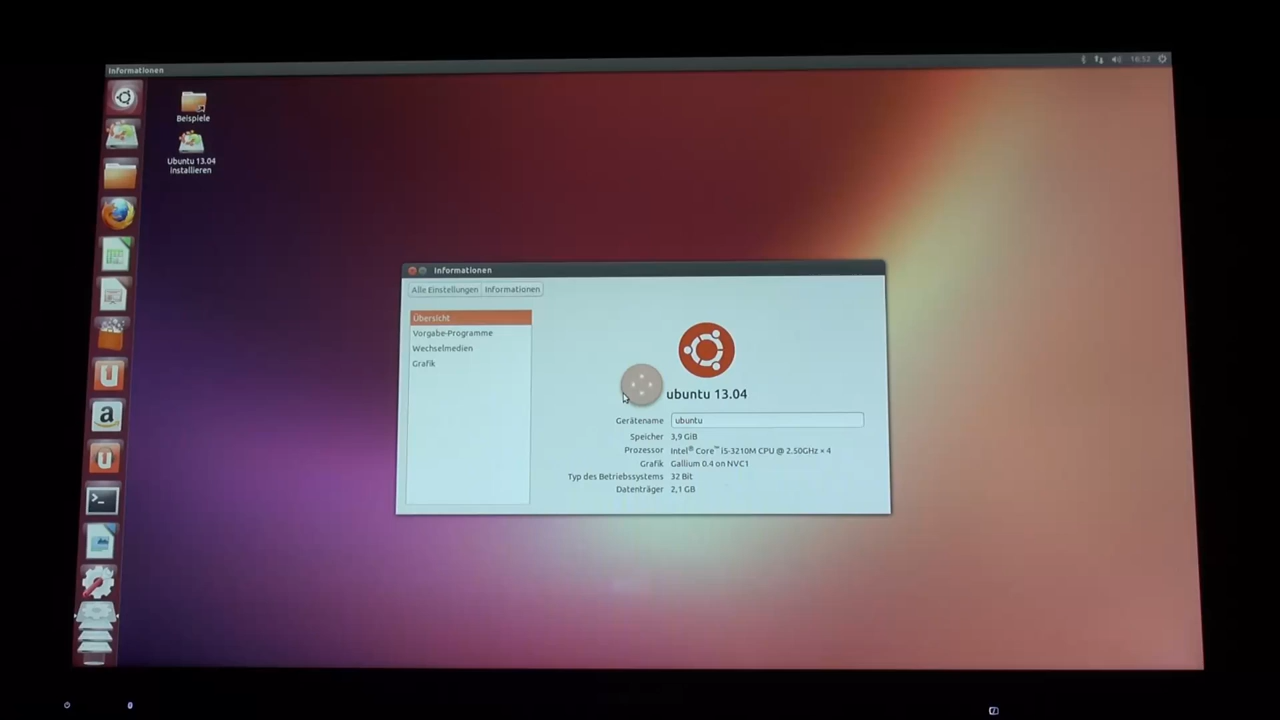 Informationen
16:52
Beispiele
Ubuntu 13.04
installieren
Informationen
Alle Einstellungen Informationen
Übersicht
Vorgabe-Programme
Wechselmedien
Grafik
ubuntu 13.04
Gerätename ubuntu
Speicher 3,9 GiB
Prozessor Intel® Core™ i5-3210M CPU @ 2.50GHz × 4
Grafik Gallium 0.4 on NVC1
Typ des Betriebssystems 32 Bit
Datenträger 2,1 GB